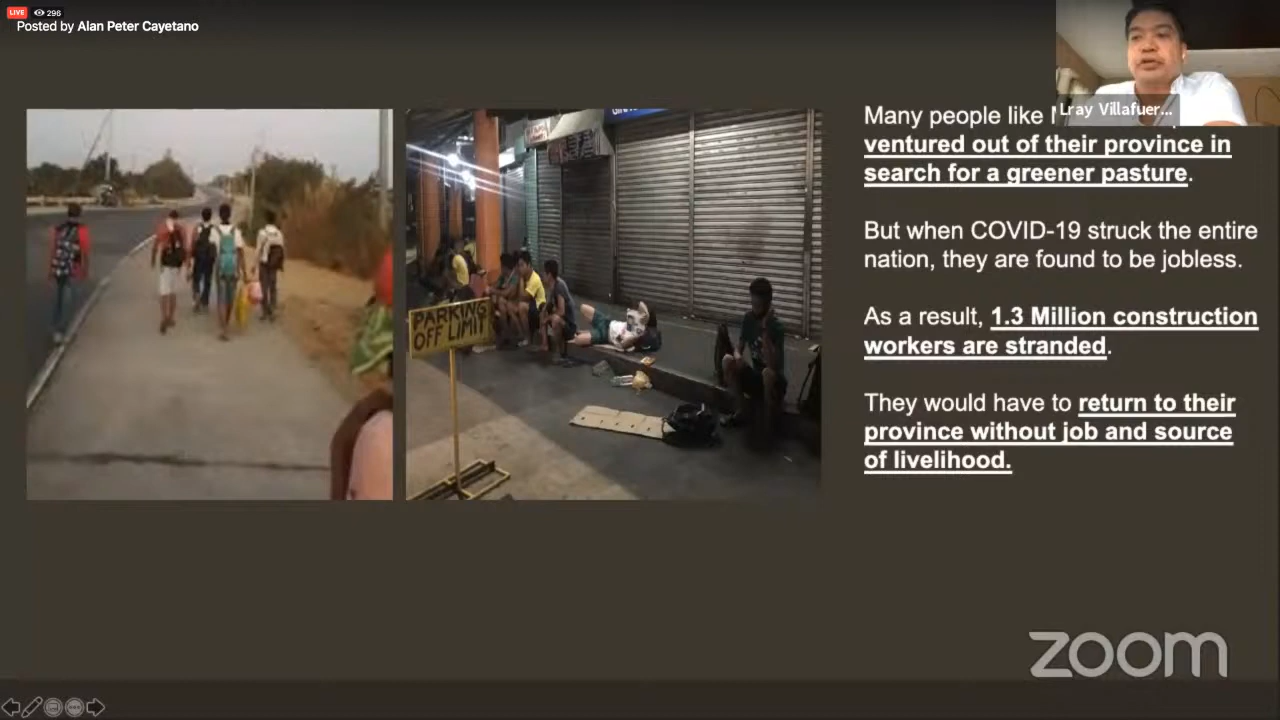 LIVE 296
Posted by Alan Peter Cayetano
Lray Villafuer...
Many people like
ventured out of their province in
search for a greener pasture.
But when COVID-19 struck the entire
nation, they are found to be jobless.
As a result, 1.3 Million construction
workers are stranded.
They would have to return to their
province without job and source
of livelihood.
PARKING
OFF LIMIT
zoom